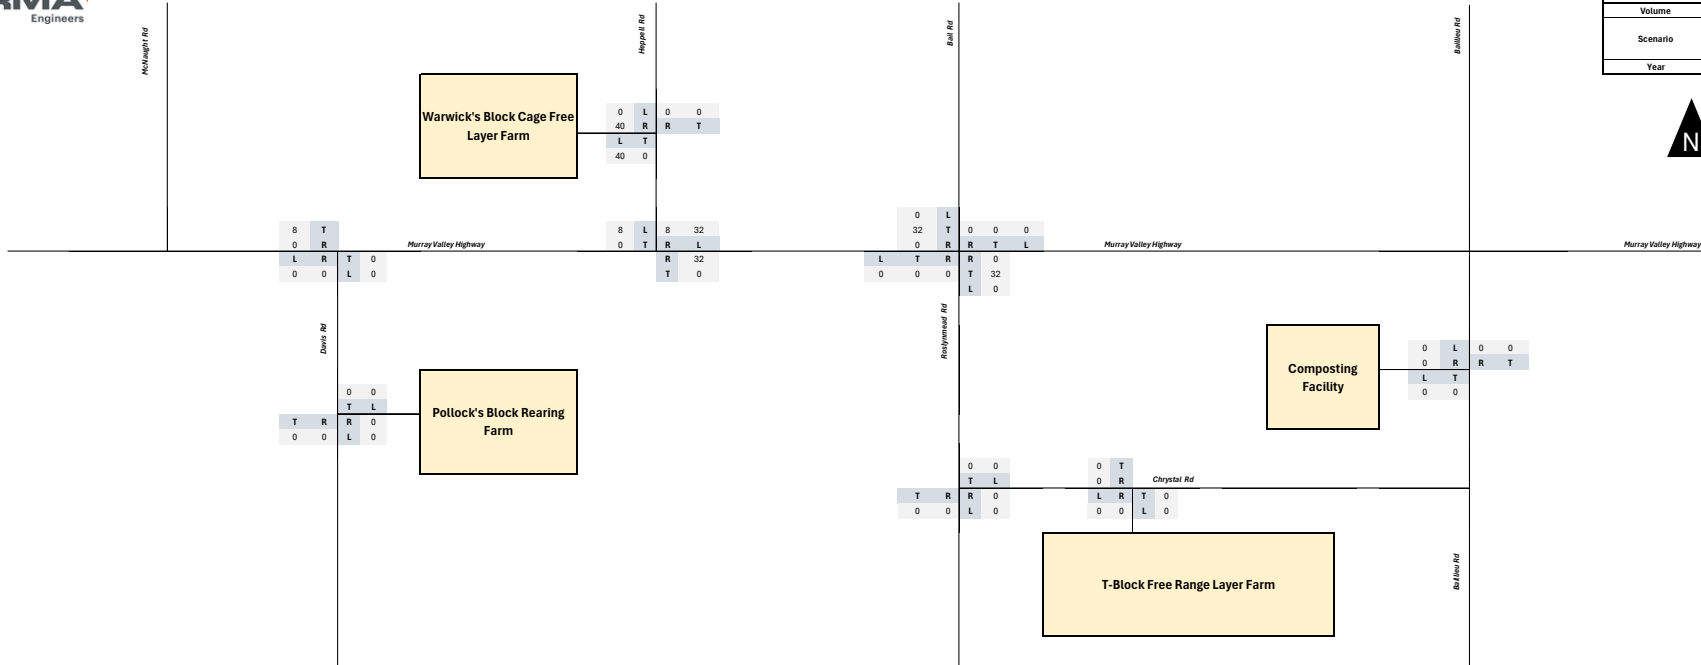 Engineers
Volume
Scenario
Year
N
McNaught Rd
Heppell Rd
Bail Rd
Baillieu Rd
Warwick's Block Cage Free
Layer Farm
0 L 0 0
40 R R T
L T
40 0
8 T
0 R
L R T 0
0 0 L 0
Murray Valley Highway
8 L 8 32
0 T R L
R 32
T 0
0 L
32 T 0 0 0
0 R R T L
L T R R 0
0 0 0 T 32
L 0
Murray Valley Highway
Murray Valley Highway
Davis Rd
Roslynmead Rd
0 0
T L
T R R 0
0 0 L 0
Pollock's Block Rearing
Farm
Composting
Facility
0 L 0 0
0 R R T
L T
0 0
0 0
T L
T R R 0
0 0 L 0
0 T
0 R
L R T 0
0 0 L 0
Chrystal Rd
T-Block Free Range Layer Farm
Baillieu Rd